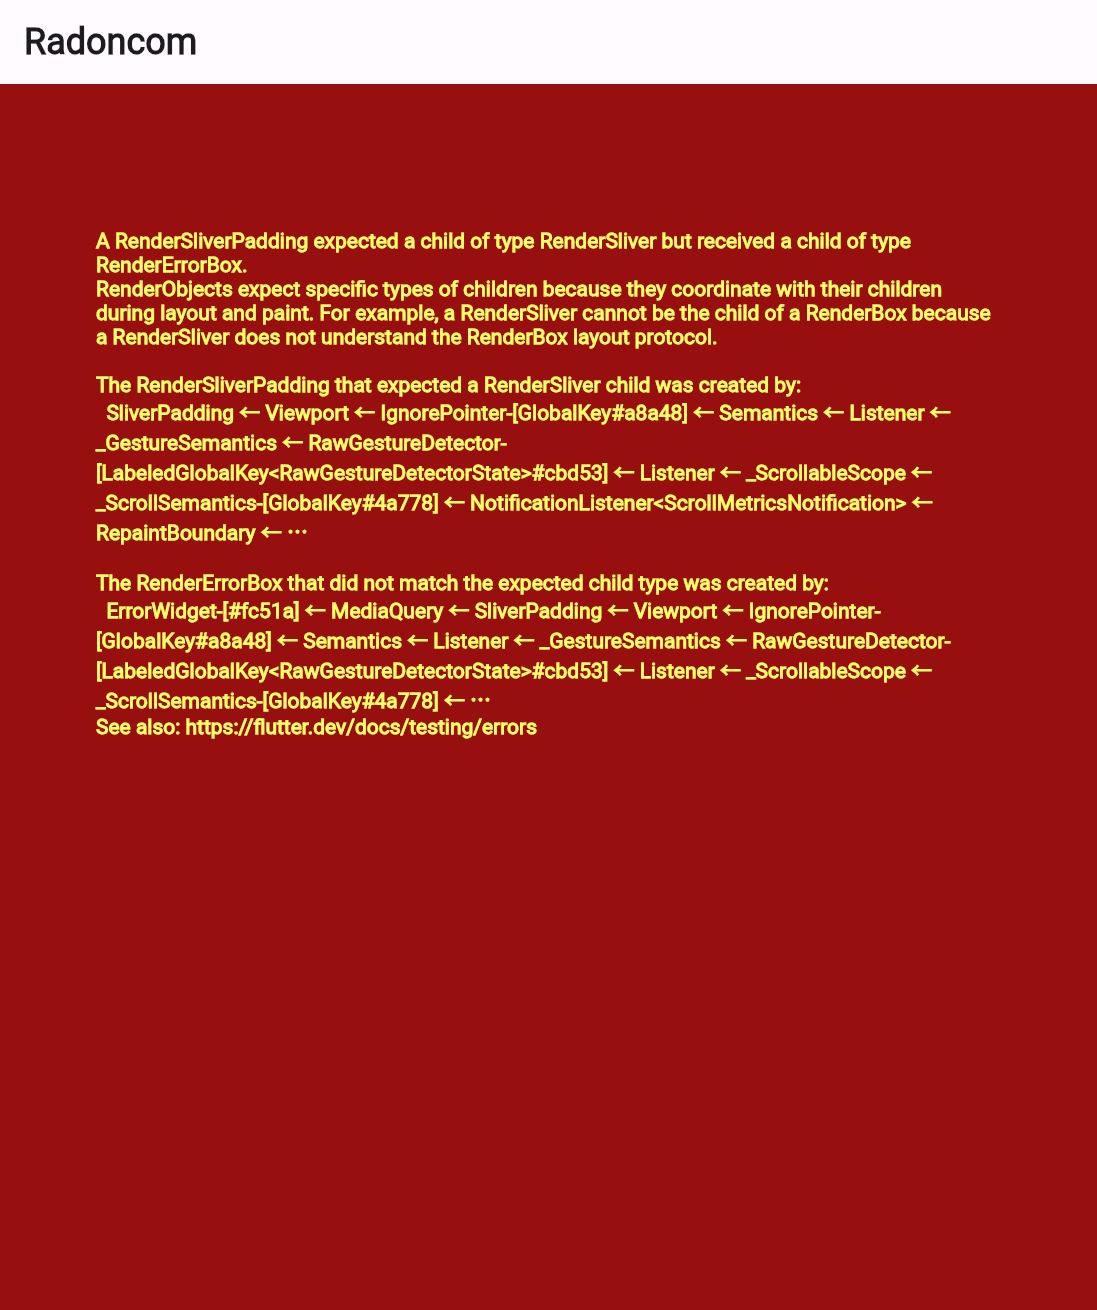 Radoncom
A RenderSliverPadding expected a child of type RenderSliver but received a child of type
RenderErrorBox.
RenderObjects expect specific types of children because they coordinate with their children
during layout and paint. For example, a RenderSliver cannot be the child of a RenderBox because
a RenderSliver does not understand the RenderBox layout protocol.
The RenderSliverPadding that expected a RenderSliver child was created by:
SliverPadding ← Viewport ← IgnorePointer-[GlobalKey#a8a48] ← Semantics ← Listener ←
_GestureSemantics ← RawGestureDetector-
[LabeledGlobalKey<RawGestureDetectorState>#cbd53] ← Listener ← _ScrollableScope ←
_ScrollSemantics-[GlobalKey#4a778] ← NotificationListener<ScrollMetricsNotification> ←
RepaintBoundary ← ⋯
The RenderErrorBox that did not match the expected child type was created by:
ErrorWidget-[#fc51a] ← MediaQuery ← SliverPadding ← Viewport ← IgnorePointer-
[GlobalKey#a8a48] ← Semantics ← Listener ← _GestureSemantics ← RawGestureDetector-
[LabeledGlobalKey<RawGestureDetectorState>#cbd53] ← Listener ← _ScrollableScope ←
_ScrollSemantics-[GlobalKey#4a778] ← ⋯
See also: https://flutter.dev/docs/testing/errors